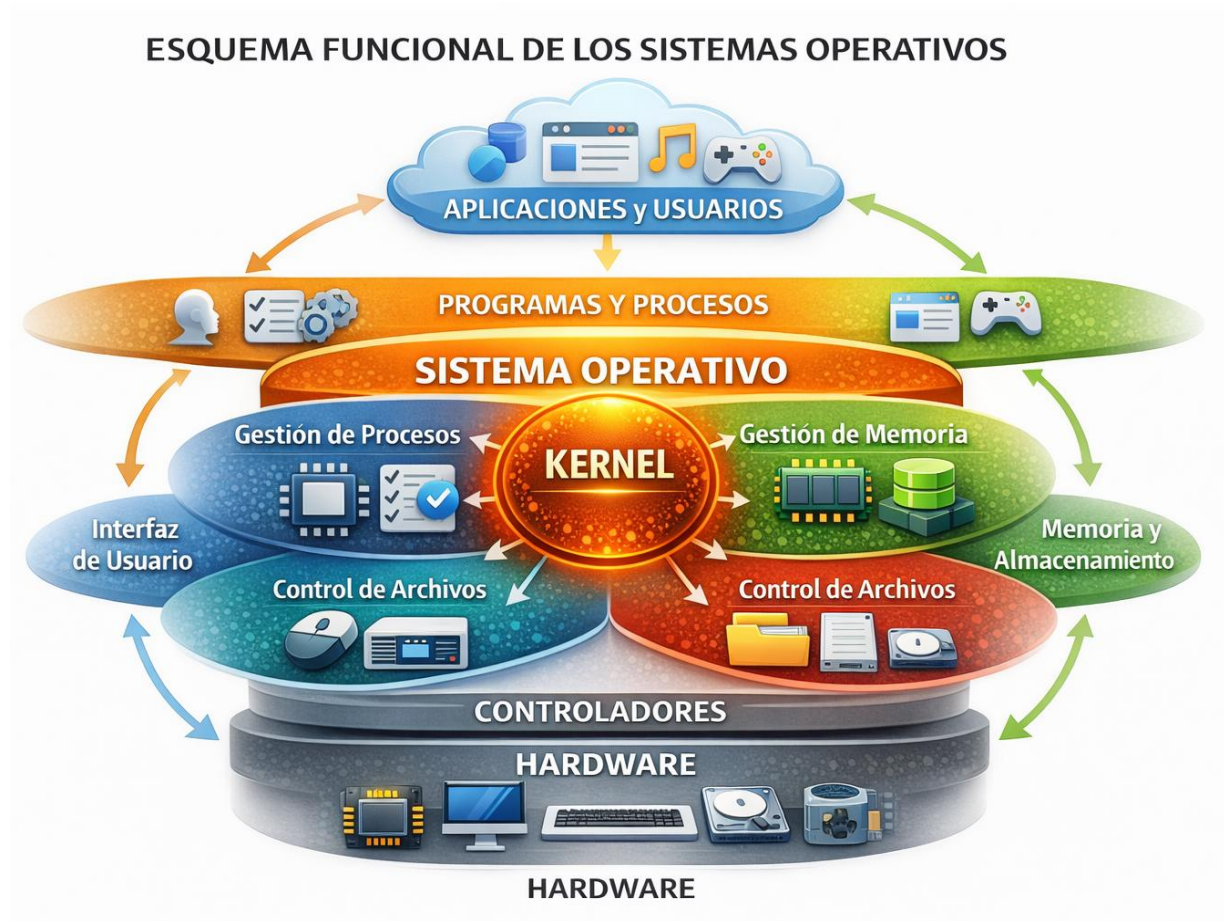 ESQUEMA FUNCIONAL DE LOS SISTEMAS OPERATIVOS
APLICACIONES y USUARIOS
PROGRAMAS Y PROCESOS
SISTEMA OPERATIVO
Gestión de Procesos
KERNEL
Gestión de Memoria
Interfaz
de Usuario
Memoria y
Almacenamiento
Control de Archivos
Control de Archivos
CONTROLADORES
HARDWARE
HARDWARE